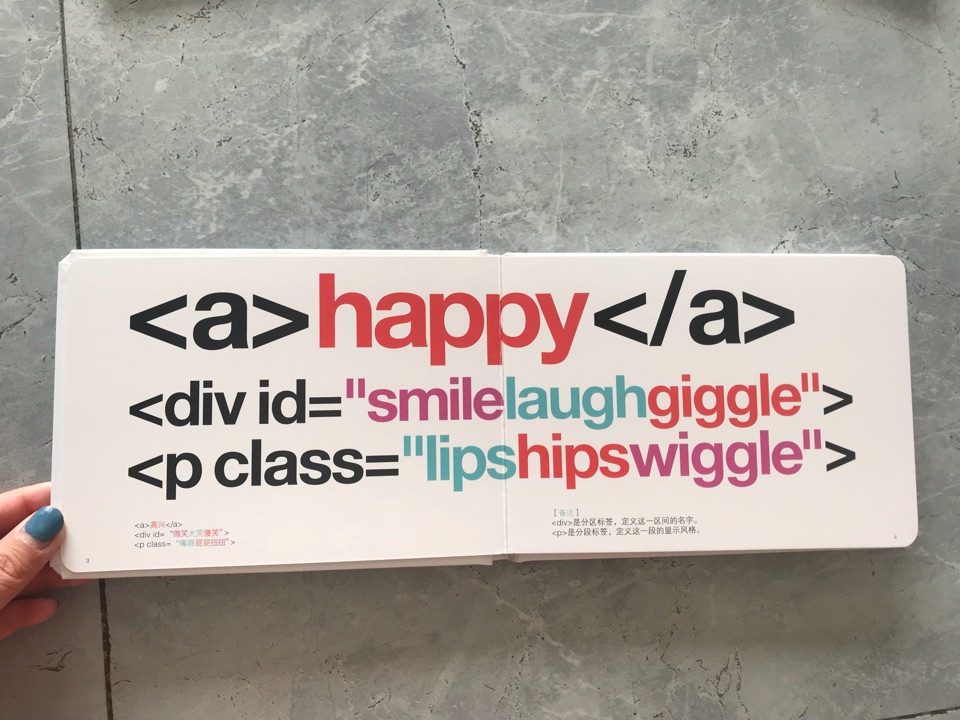 <a>happy</a>
<div id="smilelaughgiggle">
<p class="lipshipswiggle">
<a>高兴</a>
<div id= "微笑大笑傻笑">
<p class= "嘴唇屁屁扭扭">
3
【备注】
<div>是分区标签，定义这一区间的名字。
<p>是分段标签，定义这一段的显示风格。
4